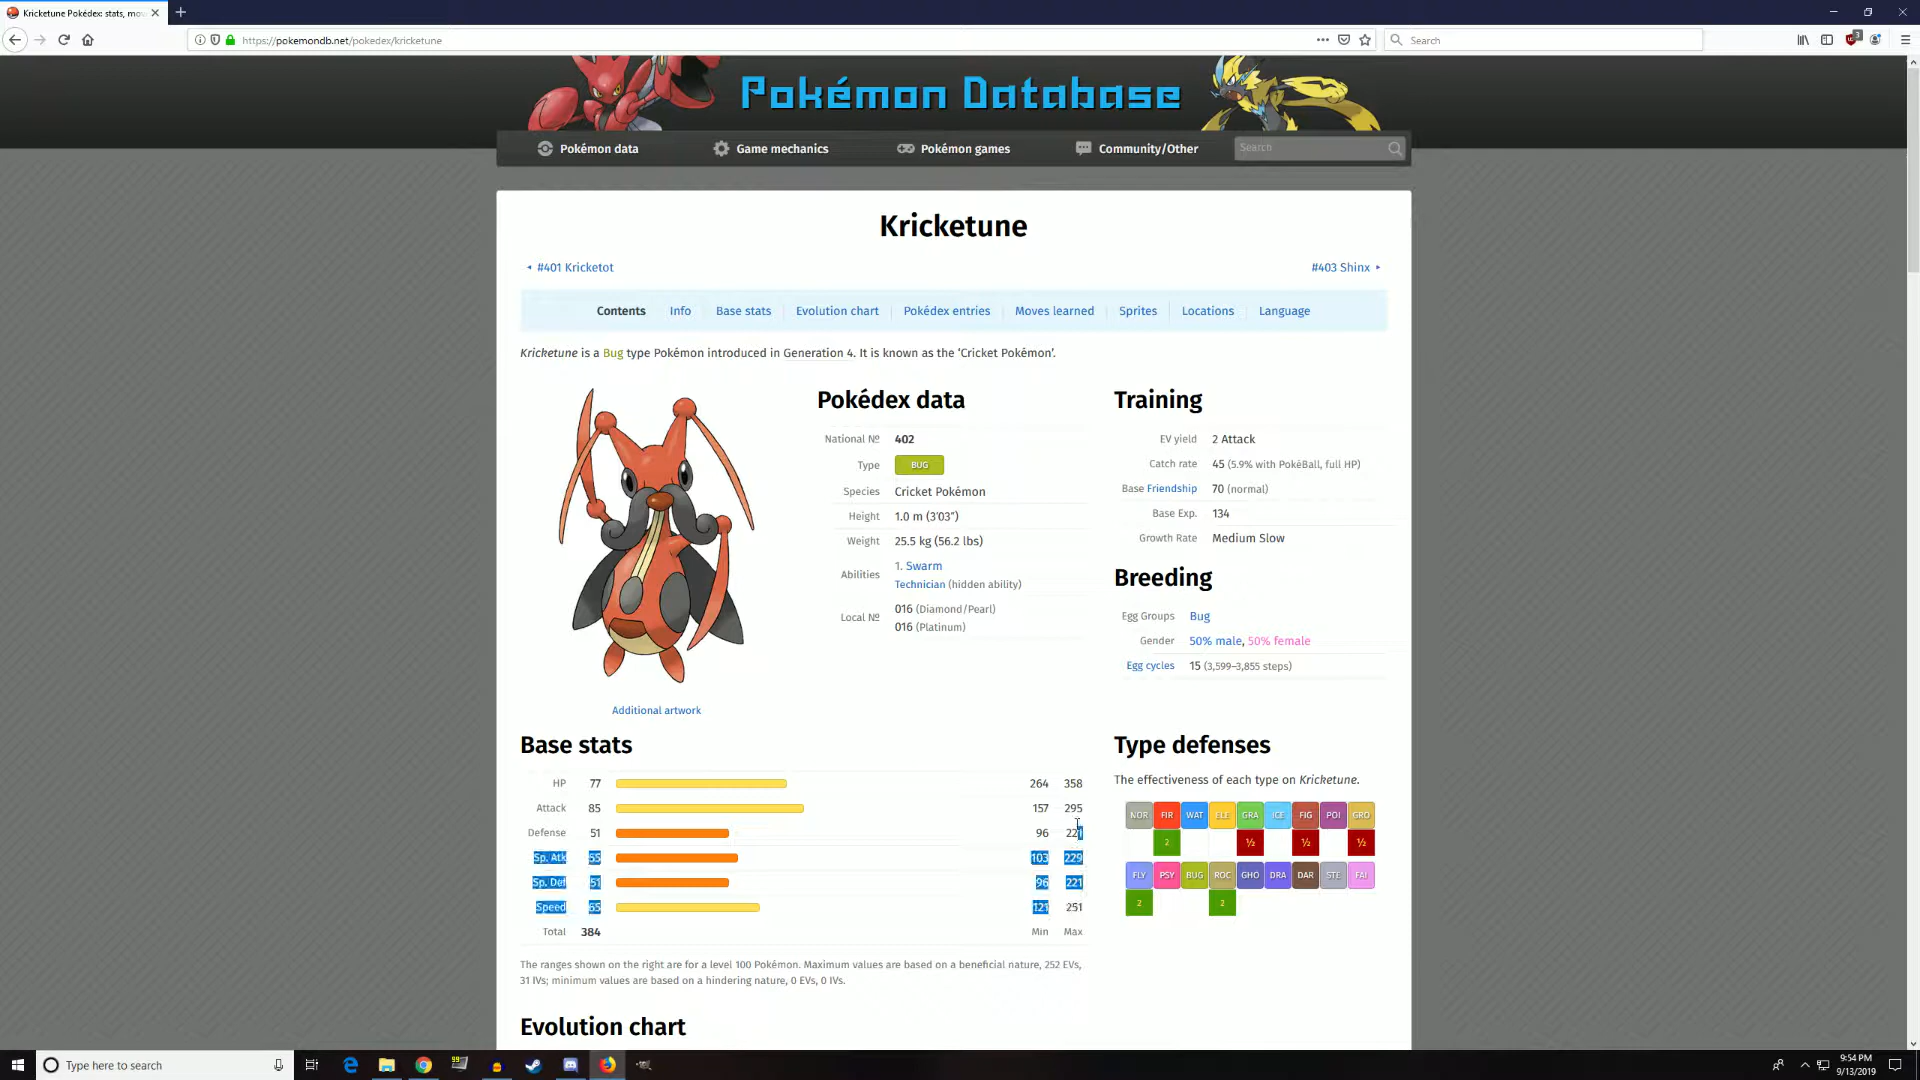 Kricketune Pokédex: stats, mov
https://pokemondb.net/pokedex/kricketune
Search
3
Pokémon Database
Pokémon data
Game mechanics
Pokémon games
Community/Other
Search
Kricketune
#401 Kricketot
#403 Shinx
Contents Info Base stats Evolution chart Pokédex entries Moves learned Sprites Locations Language
Kricketune is a Bug type Pokémon introduced in Generation 4. It is known as the 'Cricket Pokémon'.
Additional artwork
Pokédex data
National № 402
Type BUG
Species Cricket Pokémon
Height 1.0 m (3′03″)
Weight 25.5 kg (56.2 lbs)
Abilities 1. Swarm
Technician (hidden ability)
Local № 016 (Diamond/Pearl)
016 (Platinum)
Training
EV yield 2 Attack
Catch rate 45 (5.9% with PokéBall, full HP)
Base Friendship 70 (normal)
Base Exp. 134
Growth Rate Medium Slow
Breeding
Egg Groups Bug
Gender 50% male, 50% female
Egg cycles 15 (3,599–3,855 steps)
Base stats
HP 77 264 358
Attack 85 157 295
Defense 51 96 221
Sp. Atk 55 103 229
Sp. Def 51 96 221
Speed 65 121 251
Total 384 Min Max
The ranges shown on the right are for a level 100 Pokémon. Maximum values are based on a beneficial nature, 252 EVs,
31 IVs; minimum values are based on a hindering nature, 0 EVs, 0 IVs.
Type defenses
The effectiveness of each type on Kricketune.
NOR FIR WAT ELE GRA ICE FIG POI GRO
2 ½ ½ ½
FLY PSY BUG ROC GHO DRA DAR STE FAI
2 2
Evolution chart
Type here to search
99
9:54 PM
9/13/2019